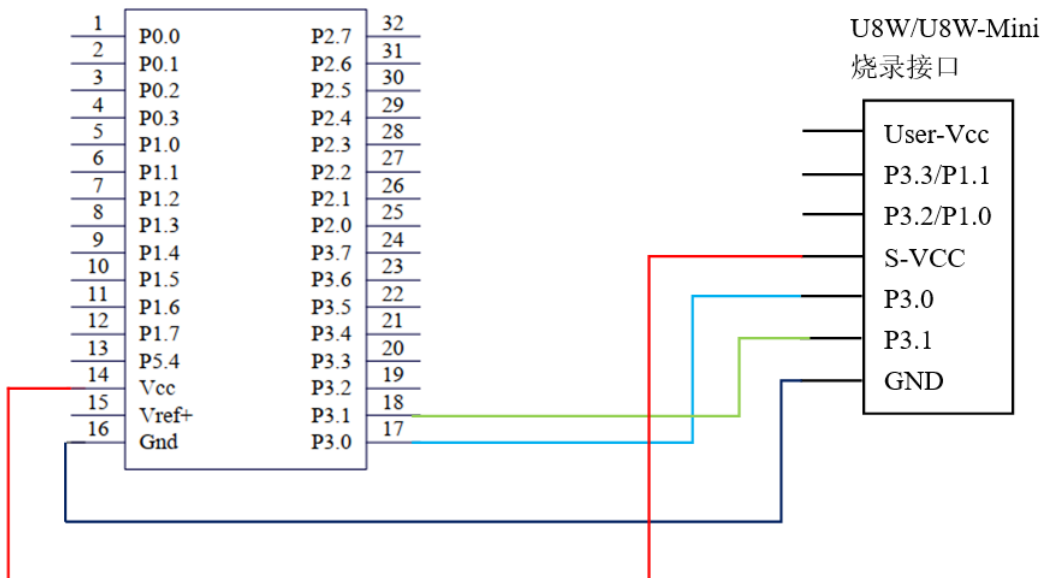 1 P0.0 P2.7 32
2 P0.1 P2.6 31
3 P0.2 P2.5 30
4 P0.3 P2.4 29
5 P1.0 P2.3 28
6 P1.1 P2.2 27
7 P1.2 P2.1 26
8 P1.3 P2.0 25
9 P1.4 P3.7 24
10 P1.5 P3.6 23
11 P1.6 P3.5 22
12 P1.7 P3.4 21
13 P5.4 P3.3 20
14 Vcc P3.2 19
15 Vref+ P3.1 18
16 Gnd P3.0 17
U8W/U8W-Mini
烧录接口
User-Vcc
P3.3/P1.1
P3.2/P1.0
S-VCC
P3.0
P3.1
GND